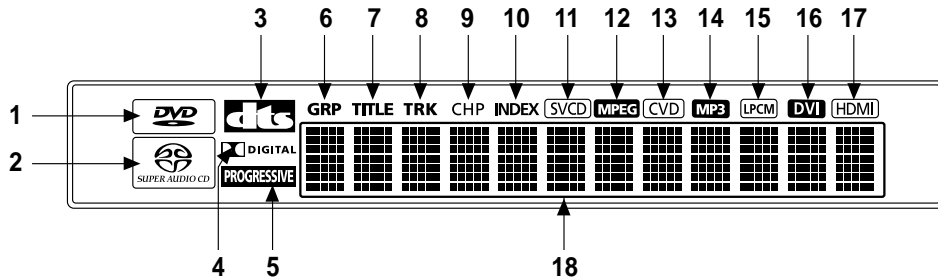 3 6 7 8 9 10 11 12 13 14 15 16 17
1 DVD dts GRP TITLE TRK CHP INDEX SVCD MPEG CVD MP3 LPCM DVI HDMI
2 SUPER AUDIO CD DIGITAL
PROGRESSIVE
4 5 18